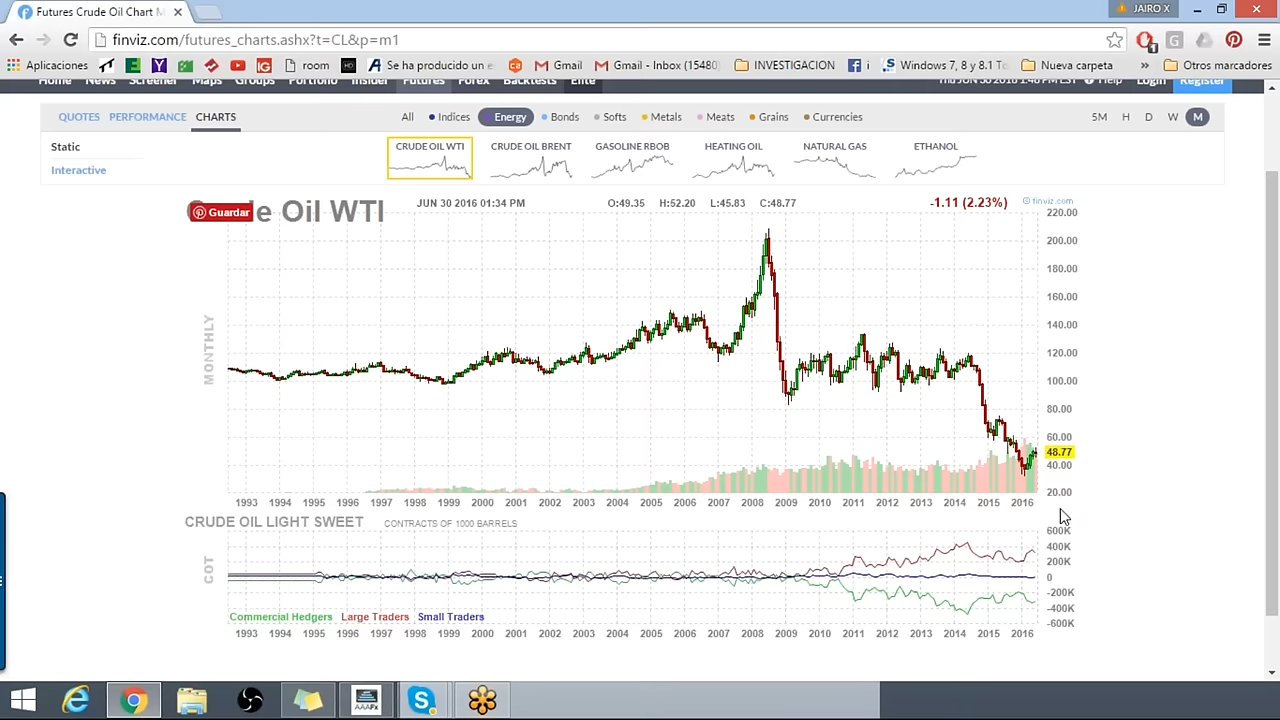 Futures Crude Oil Chart M
JAIRO X
finviz.com/futures_charts.ashx?t=CL&p=m1
Aplicaciones
Se ha producido un e
Gmail
Gmail - Inbox (15480)
INVESTIGACION
i
Windows 7, 8 y 8.1 To
Nueva carpeta
»
Otros marcadores
room
Home News Screener Maps Groups Portfolio Insider Futures Forex Backtests Elite
Thu JUN 30 2016 1:48 PM EST
Help
Login
Register
QUOTES PERFORMANCE CHARTS
All Indices Energy Bonds Softs Metals Meats Grains Currencies
5M H D W M
Static
Interactive
CRUDE OIL WTI CRUDE OIL BRENT GASOLINE RBOB HEATING OIL NATURAL GAS ETHANOL
Guardar
e Oil WTI
JUN 30 2016 01:34 PM
O:49.35 H:52.20 L:45.83 C:48.77
-1.11 (2.23%)
© finviz.com
220.00
200.00
180.00
160.00
140.00
120.00
100.00
80.00
60.00
48.77
40.00
20.00
MONTHLY
1993 1994 1995 1996 1997 1998 1999 2000 2001 2002 2003 2004 2005 2006 2007 2008 2009 2010 2011 2012 2013 2014 2015 2016
CRUDE OIL LIGHT SWEET
CONTRACTS OF 1000 BARRELS
600K
400K
200K
0
-200K
-400K
-600K
COT
Commercial Hedgers Large Traders Small Traders
1993 1994 1995 1996 1997 1998 1999 2000 2001 2002 2003 2004 2005 2006 2007 2008 2009 2010 2011 2012 2013 2014 2015 2016
AAAFx